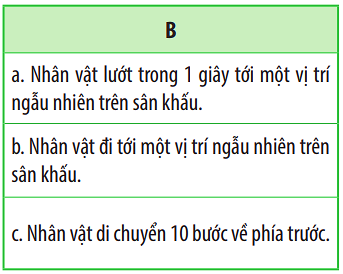 B
a. Nhân vật lướt trong 1 giây tới một vị trí
ngẫu nhiên trên sân khấu.
b. Nhân vật đi tới một vị trí ngẫu nhiên trên
sân khấu.
c. Nhân vật di chuyển 10 bước về phía trước.